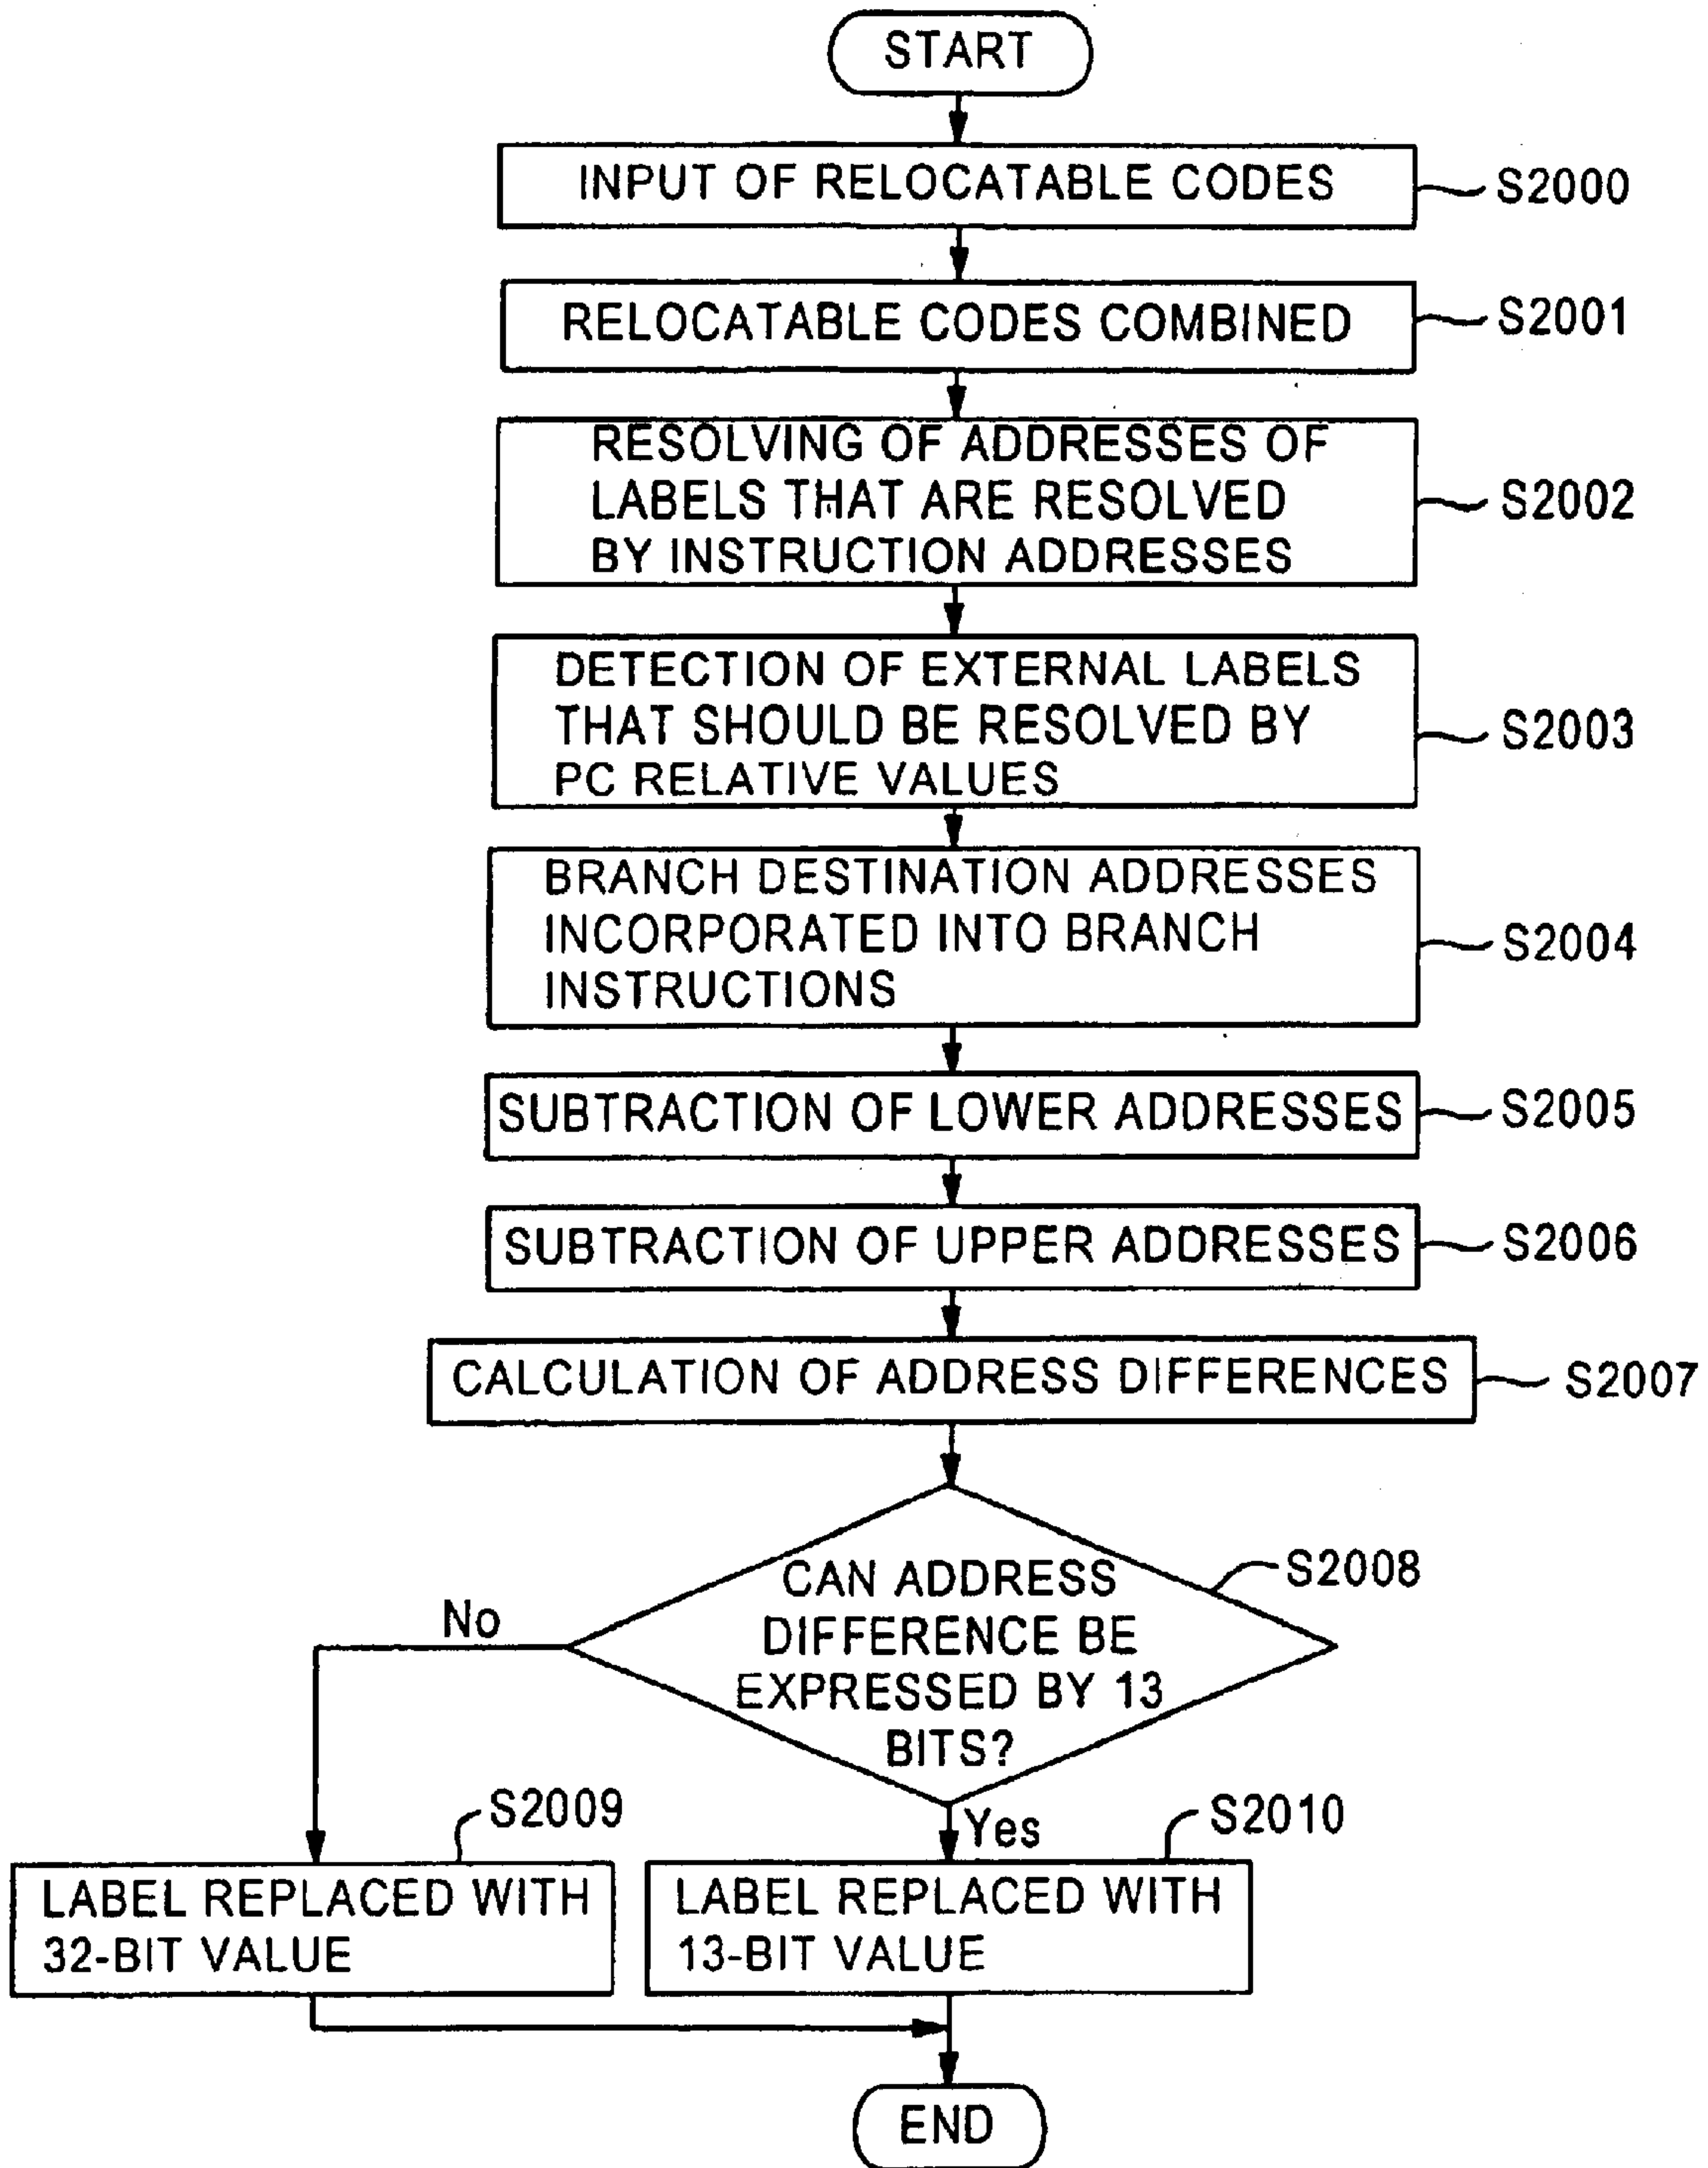 START
INPUT OF RELOCATABLE CODES
S2000
RELOCATABLE CODES COMBINED
S2001
RESOLVING OF ADDRESSES OF
LABELS THAT ARE RESOLVED
BY INSTRUCTION ADDRESSES
S2002
DETECTION OF EXTERNAL LABELS
THAT SHOULD BE RESOLVED BY
PC RELATIVE VALUES
S2003
BRANCH DESTINATION ADDRESSES
INCORPORATED INTO BRANCH
INSTRUCTIONS
S2004
SUBTRACTION OF LOWER ADDRESSES
S2005
SUBTRACTION OF UPPER ADDRESSES
S2006
CALCULATION OF ADDRESS DIFFERENCES
S2007
CAN ADDRESS
DIFFERENCE BE
EXPRESSED BY 13
BITS?
S2008
No
Yes
S2009
LABEL REPLACED WITH
32-BIT VALUE
S2010
LABEL REPLACED WITH
13-BIT VALUE
END